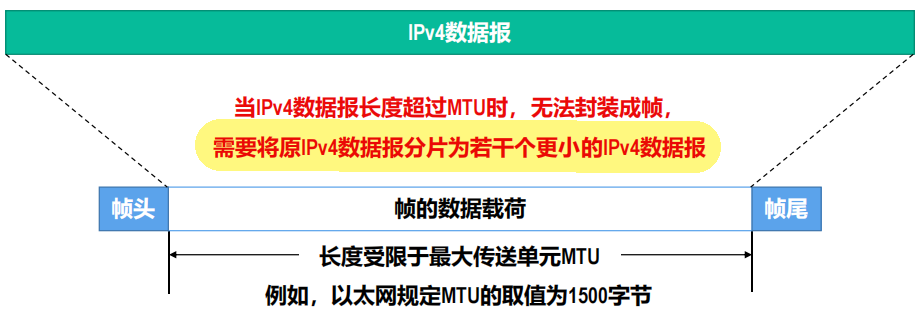 IPv4数据报
当IPv4数据报长度超过MTU时，无法封装成帧，
需要将原IPv4数据报分片为若干个更小的IPv4数据报
帧头
帧的数据载荷
帧尾
长度受限于最大传送单元MTU
例如，以太网规定MTU的取值为1500字节